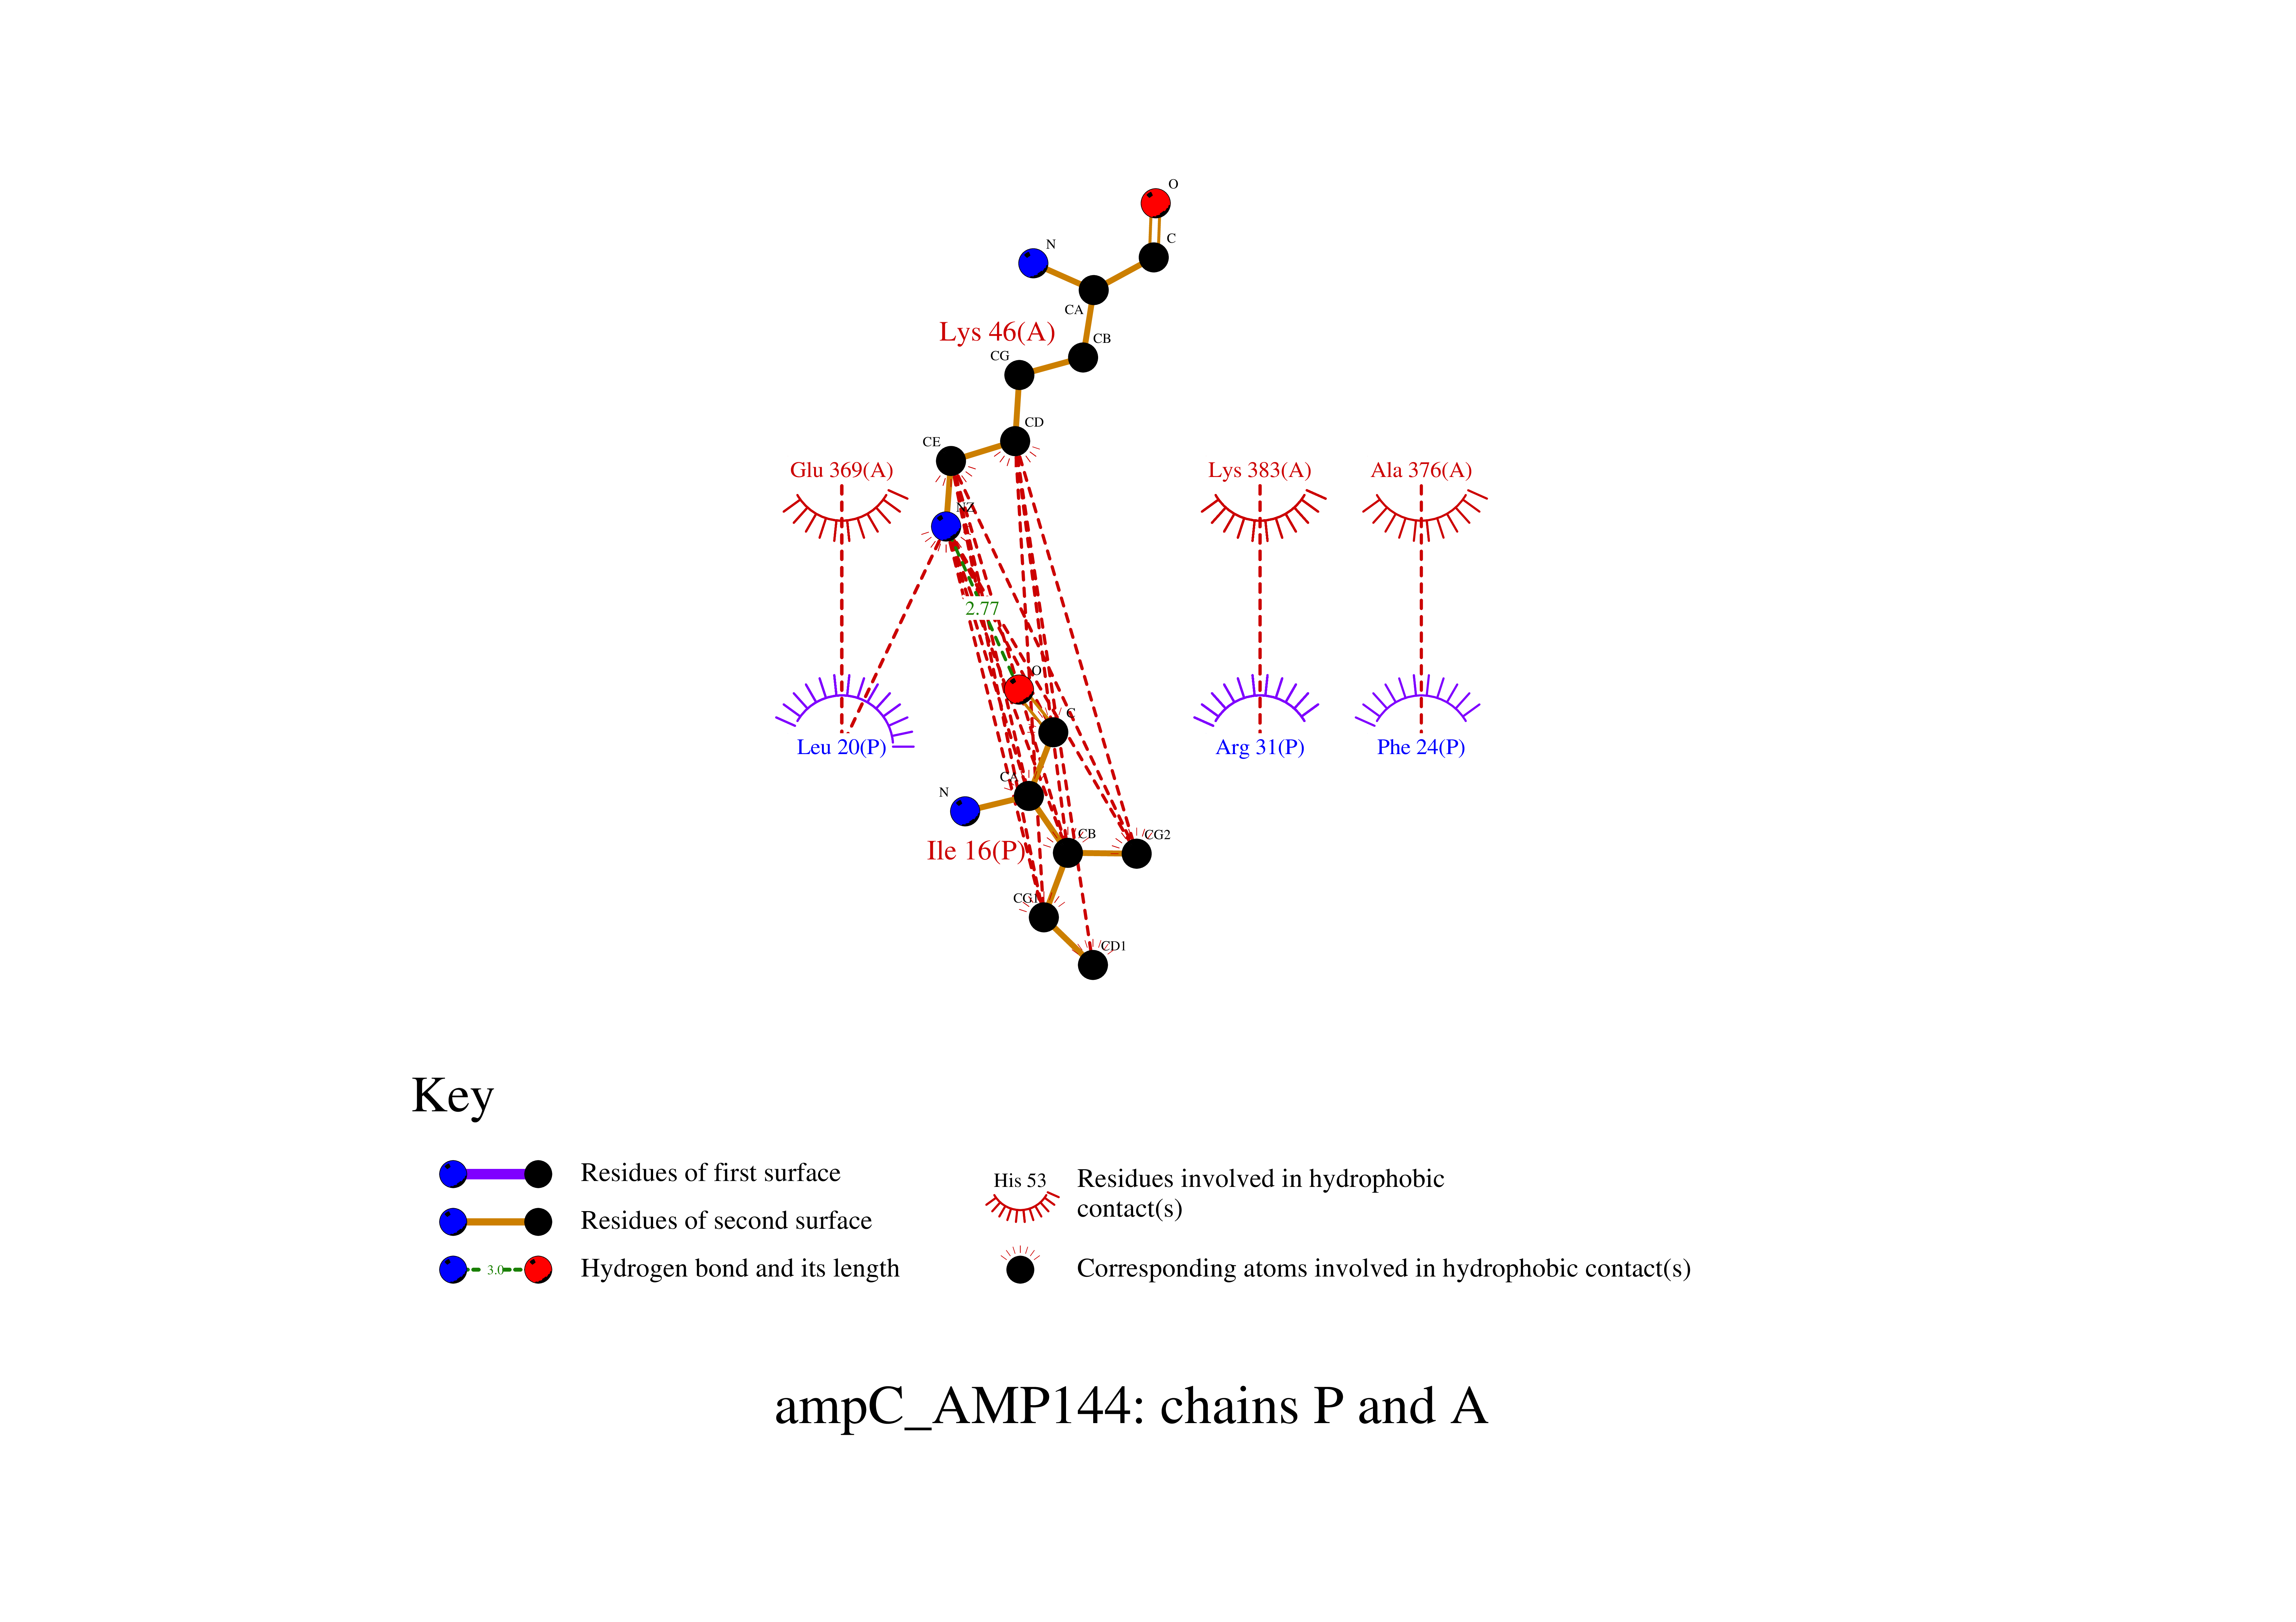 O
N
C
CA
Lys 46(A)
CB
CG
CD
CE
Glu 369(A)
Lys 383(A)
Ala 376(A)
NZ
2.77
O
C
Leu 20(P)
Arg 31(P)
Phe 24(P)
CA
N
CB
CG2
Ile 16(P)
CG1
CD1
Key
Residues of first surface
Residues of second surface
3.0
Hydrogen bond and its length
His 53
Residues involved in hydrophobic
contact(s)
Corresponding atoms involved in hydrophobic contact(s)
ampC_AMP144: chains P and A